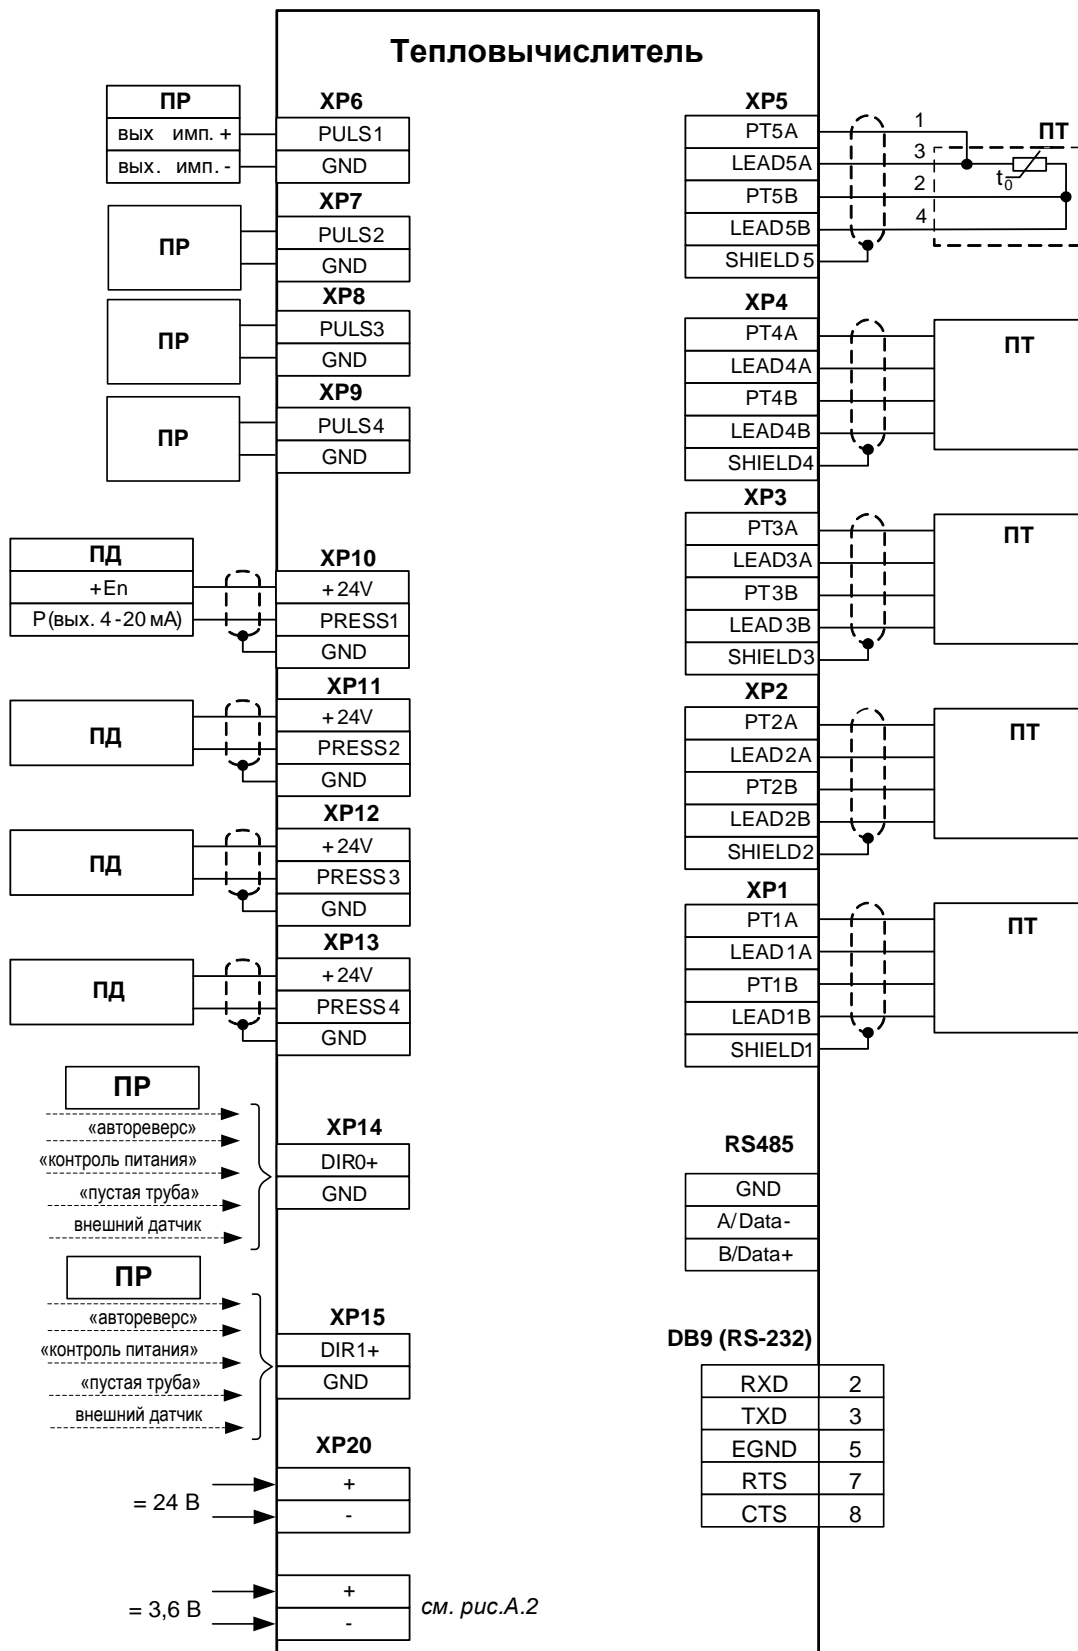 Тепловычислитель
ПР
вых имп. +
вых. имп. -
XP6
PULS1
GND
ПР
XP7
PULS2
GND
ПР
XP8
PULS3
GND
ПР
XP9
PULS4
GND
ПД
+En
P(вых. 4-20 мА)
XP10
+24V
PRESS1
GND
ПД
XP11
+24V
PRESS2
GND
ПД
XP12
+24V
PRESS3
GND
ПД
XP13
+24V
PRESS4
GND
ПР
«автореверс»
«контроль питания»
«пустая труба»
внешний датчик
XP14
DIR0+
GND
ПР
«автореверс»
«контроль питания»
«пустая труба»
внешний датчик
XP15
DIR1+
GND
XP20
= 24 В
+
-
= 3,6 В
+
-
см. рис.А.2
XP5
PT5A
LEAD5A
PT5B
LEAD5B
SHIELD5
1
3
2
4
ПТ
t0
XP4
PT4A
LEAD4A
PT4B
LEAD4B
SHIELD4
ПТ
XP3
PT3A
LEAD3A
PT3B
LEAD3B
SHIELD3
ПТ
XP2
PT2A
LEAD2A
PT2B
LEAD2B
SHIELD2
ПТ
XP1
PT1A
LEAD1A
PT1B
LEAD1B
SHIELD1
ПТ
RS485
GND
A/Data-
B/Data+
DB9 (RS-232)
RXD 2
TXD 3
EGND 5
RTS 7
CTS 8